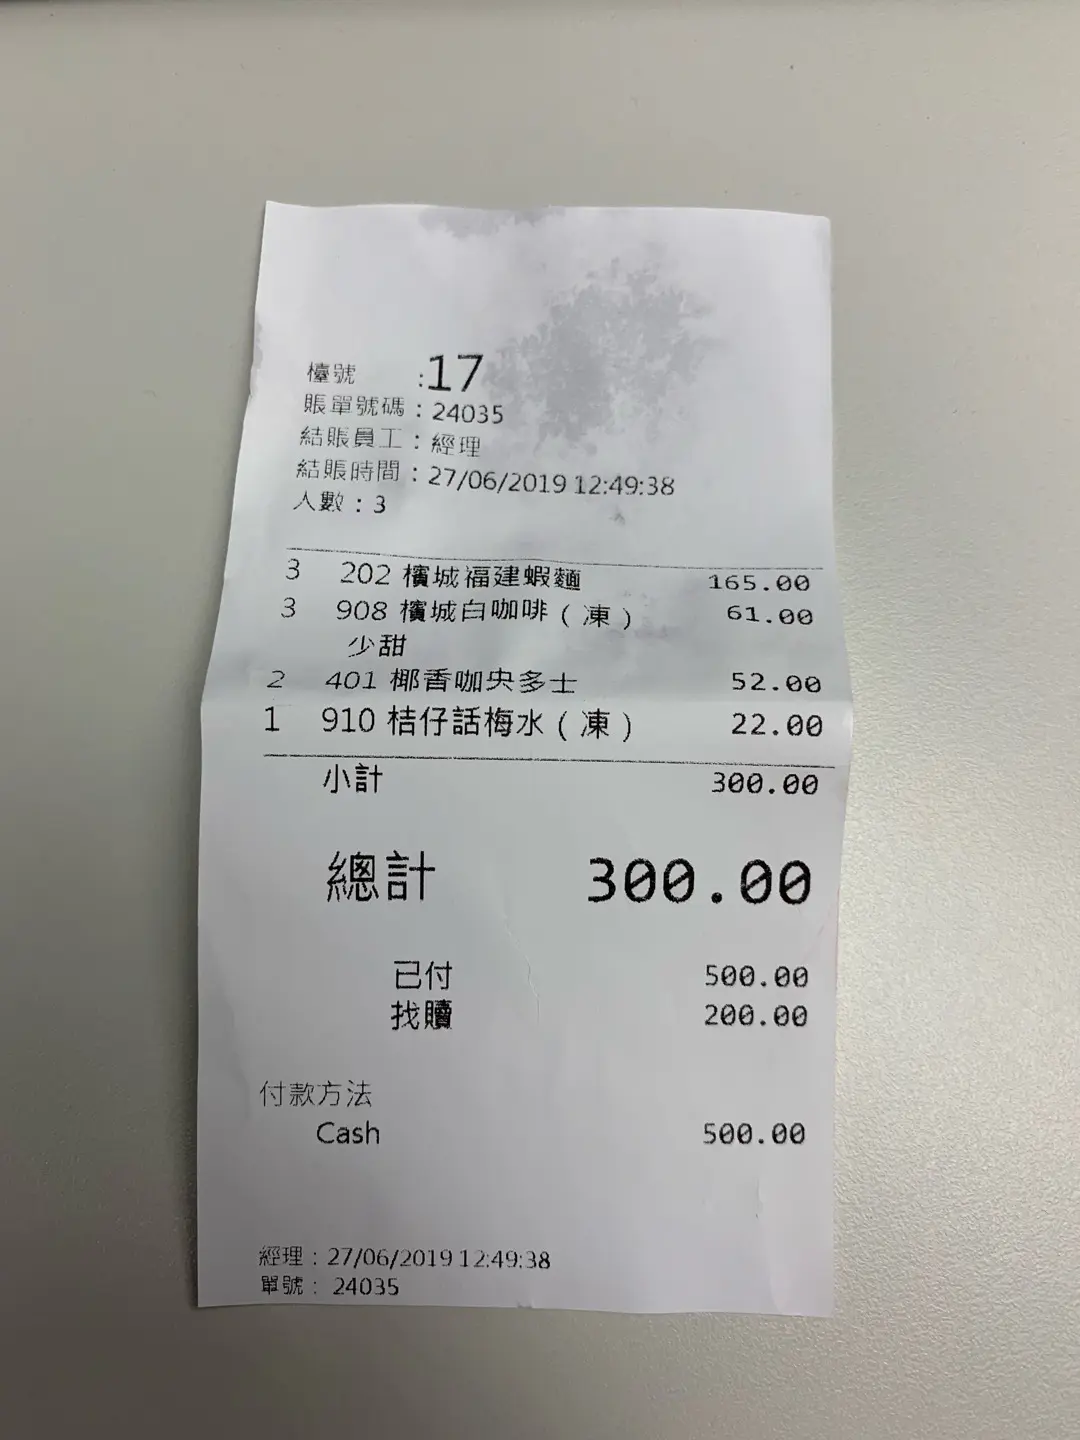 檯號 :17
賬單號碼：24035
結賬員工：經理
結賬時間：27/06/2019 12:49:38
人數：3
3 202 檳城福建蝦麵 165.00
3 908 檳城白咖啡（凍） 61.00
少甜
2 401 椰香咖央多士 52.00
1 910 桔仔話梅水（凍） 22.00
小計 300.00
總計 300.00
已付 500.00
找贖 200.00
付款方法
Cash 500.00
經理：27/06/2019 12:49:38
單號： 24035